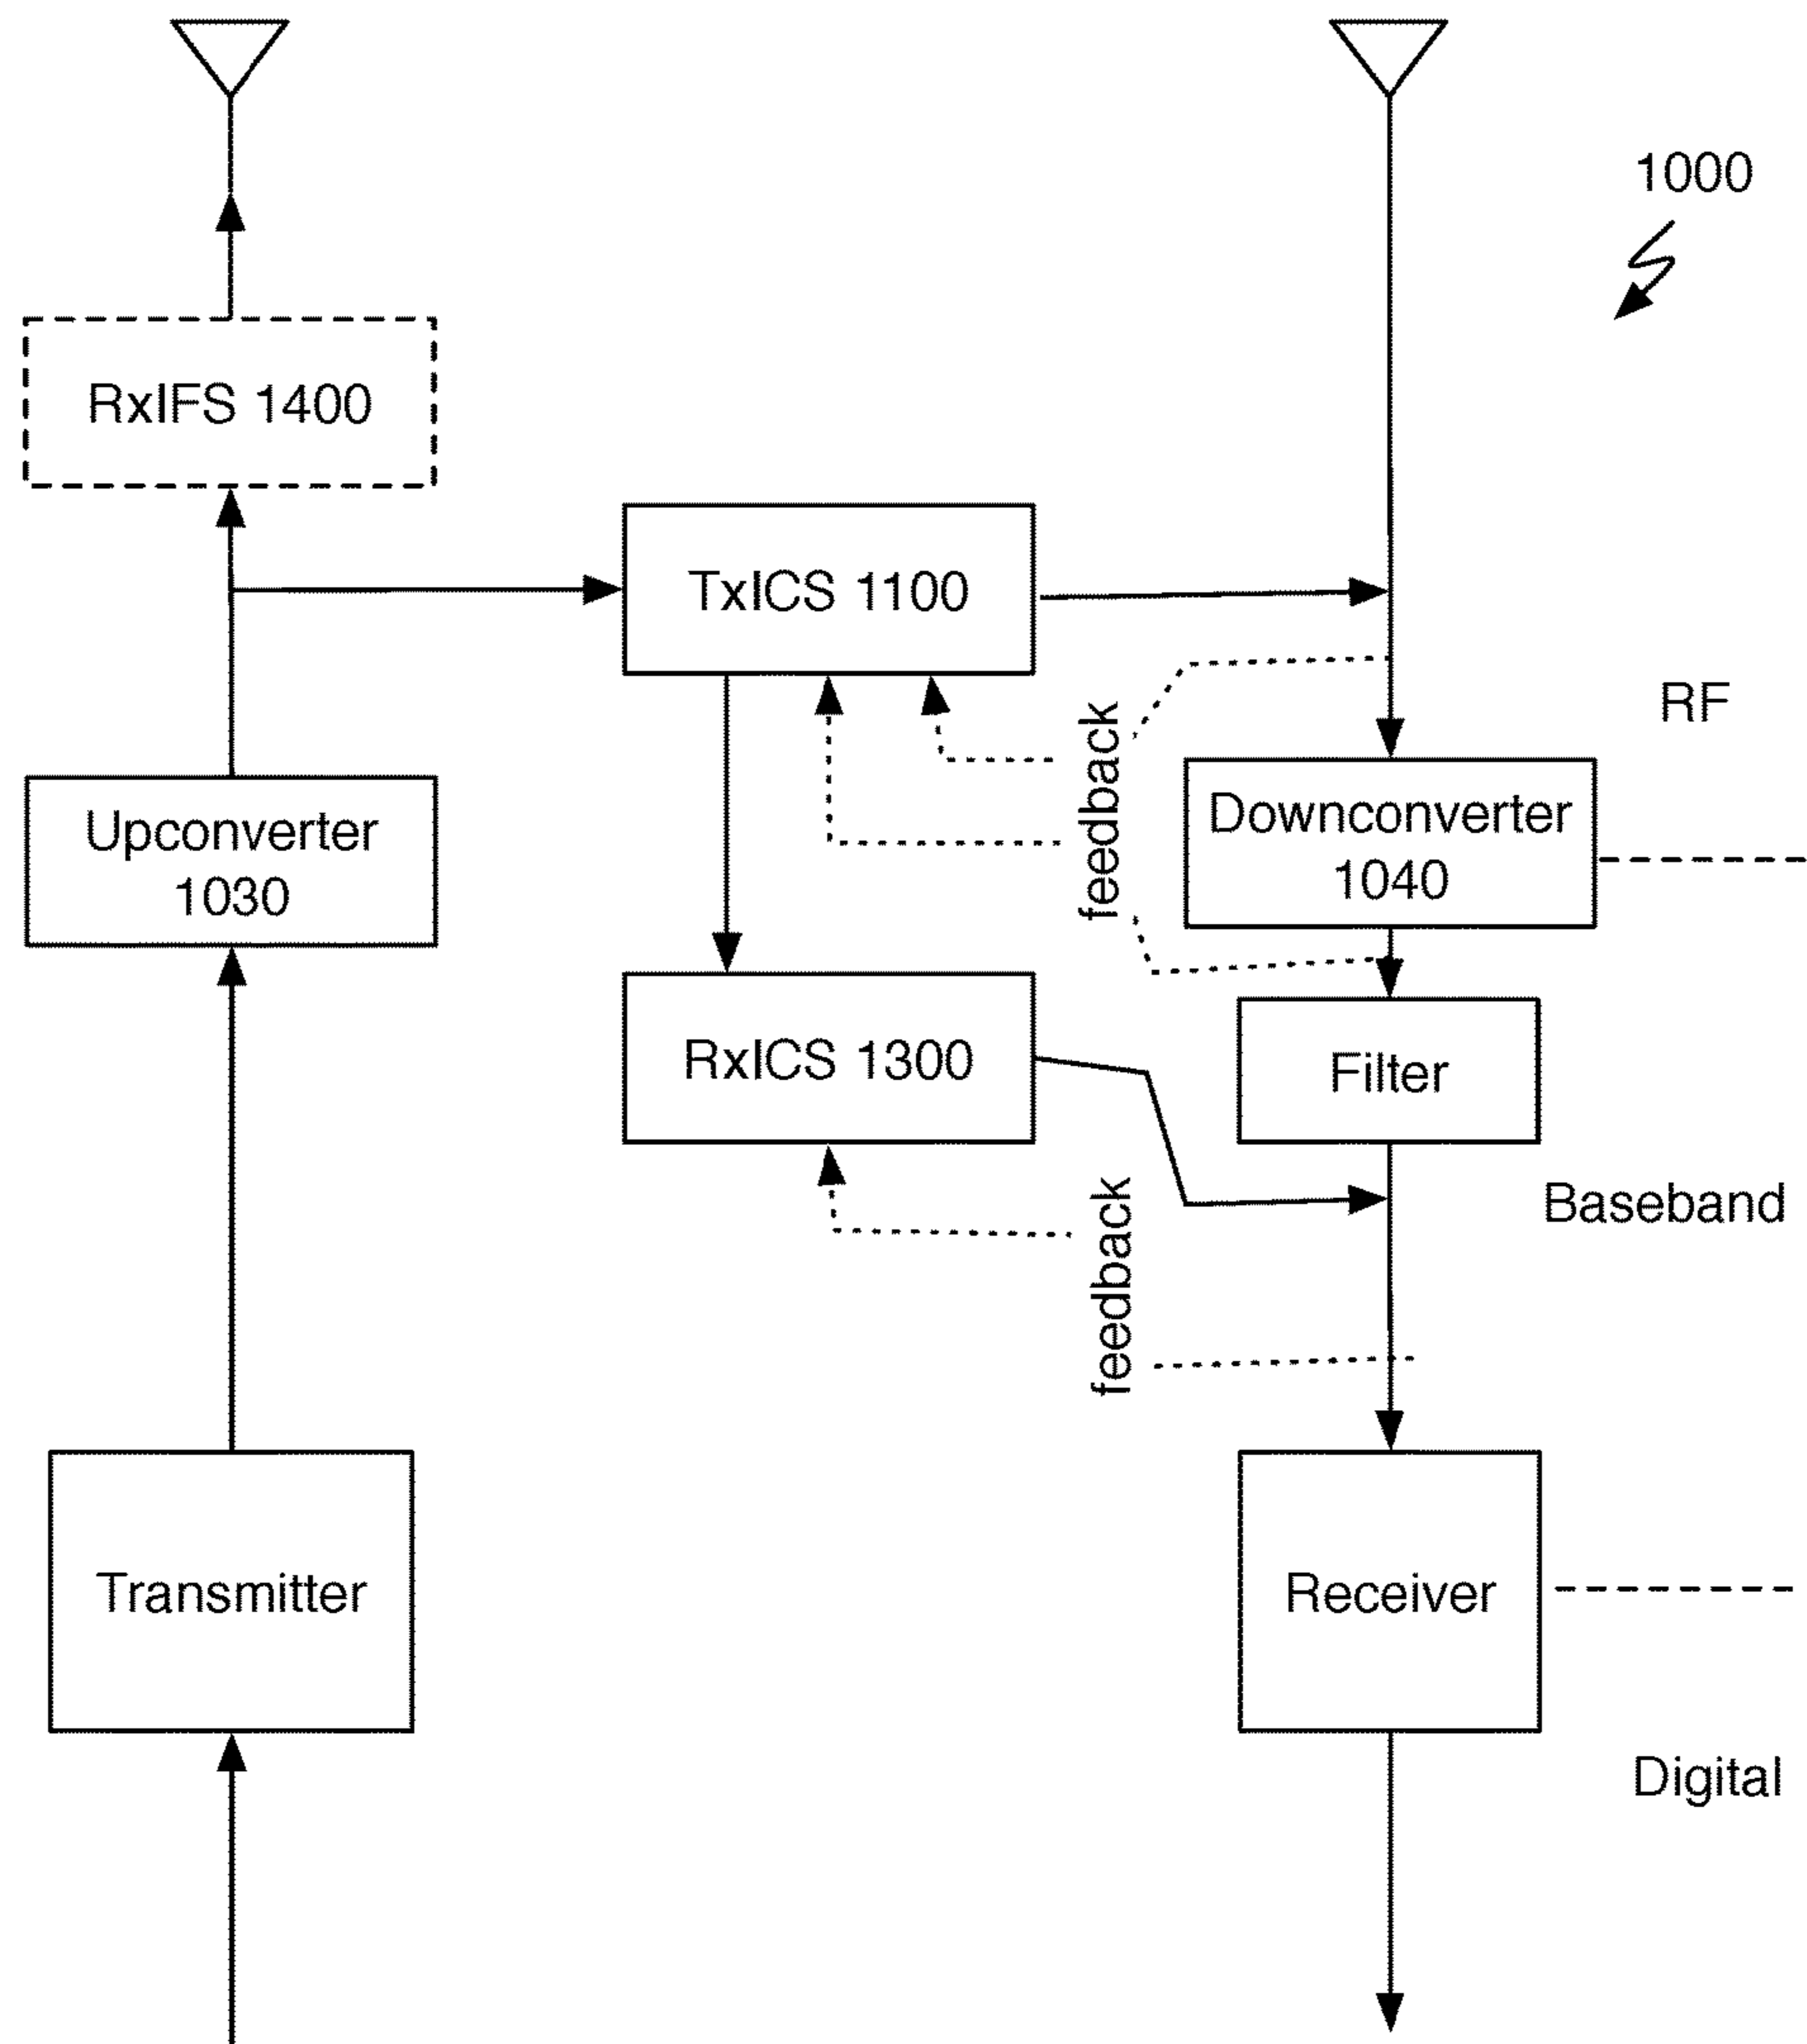 1000
RxIFS 1400
TxICS 1100
RF
feedback
Upconverter
1030
Downconverter
1040
RxICS 1300
Filter
Baseband
feedback
Transmitter
Receiver
Digital